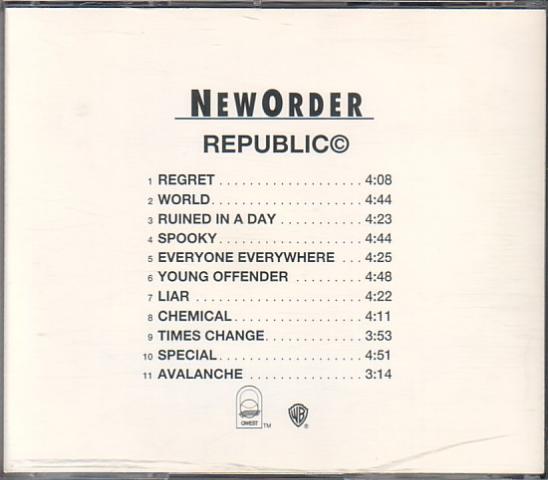 NEWORDER
REPUBLIC©
1 REGRET . . . . . . . . . . . . . . . . . . . . 4:08
2 WORLD. . . . . . . . . . . . . . . . . . . . . 4:44
3 RUINED IN A DAY . . . . . . . . . . . . 4:23
4 SPOOKY. . . . . . . . . . . . . . . . . . . . 4:44
5 EVERYONE EVERYWHERE . . . 4:25
6 YOUNG OFFENDER . . . . . . . . . 4:48
7 LIAR . . . . . . . . . . . . . . . . . . . . . . . 4:22
8 CHEMICAL. . . . . . . . . . . . . . . . . . 4:11
9 TIMES CHANGE. . . . . . . . . . . . . 3:53
10 SPECIAL. . . . . . . . . . . . . . . . . . . . 4:51
11 AVALANCHE . . . . . . . . . . . . . . . . 3:14
QWEST TM WB ®